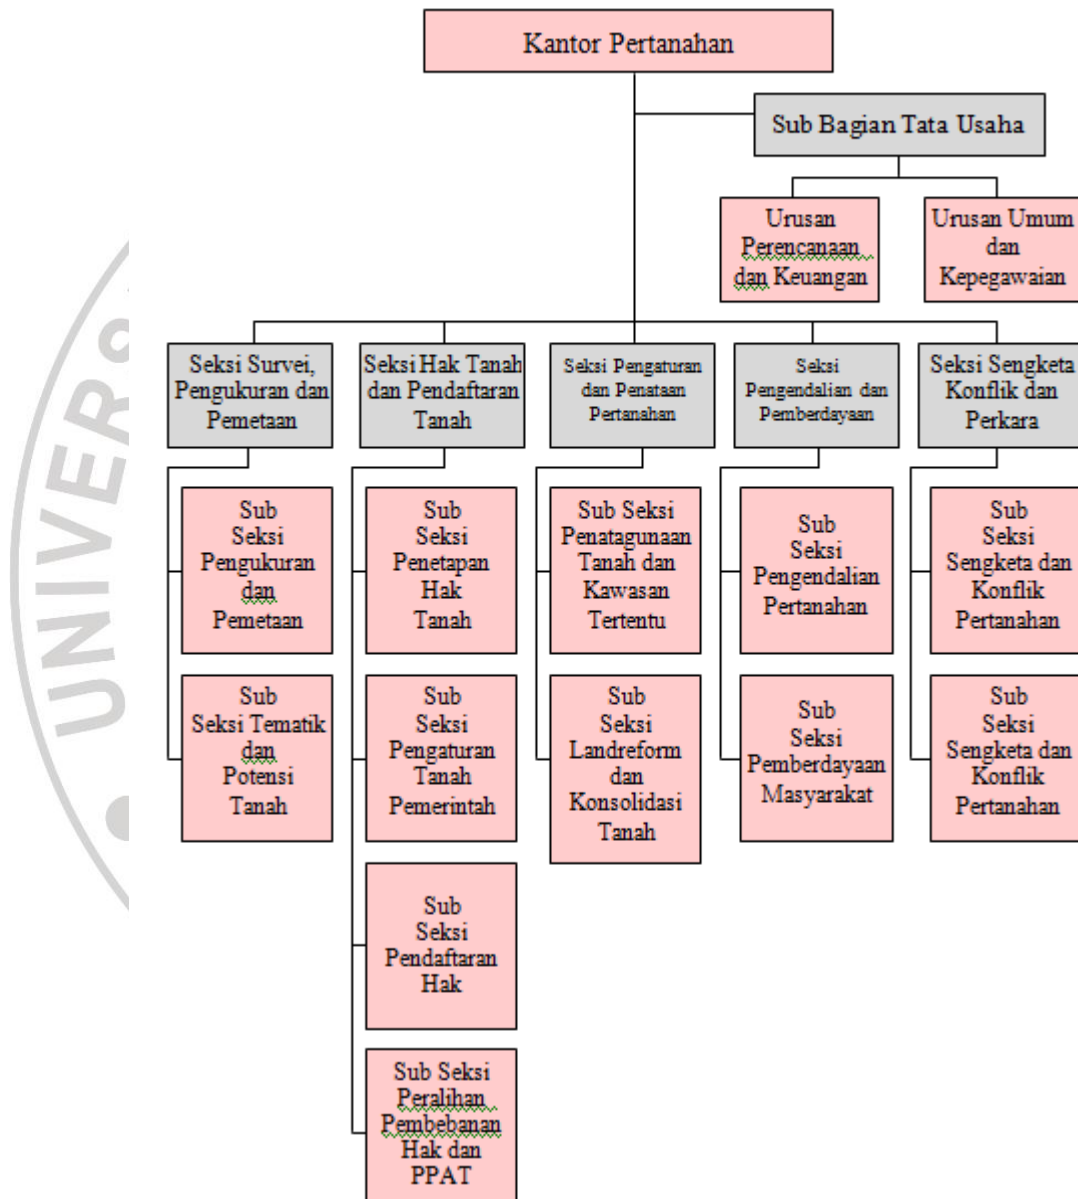 Kantor Pertanahan
Sub Bagian Tata Usaha
Urusan
Perencanaan
dan Keuangan
Urusan Umum
dan
Kepegawaian
Seksi Survei,
Pengukuran dan
Pemetaan
Seksi Hak Tanah
dan Pendaftaran
Tanah
Seksi Pengaturan
dan Penataan
Pertanahan
Seksi
Pengendalian dan
Pemberdayaan
Seksi Sengketa
Konflik dan
Perkara
Sub
Seksi
Pengukuran
dan
Pemetaan
Sub
Seksi
Penetapan
Hak
Tanah
Sub Seksi
Penatagunaan
Tanah dan
Kawasan
Tertentu
Sub
Seksi
Pengendalian
Pertanahan
Sub
Seksi
Sengketa dan
Konflik
Pertanahan
Sub
Seksi Tematik
dan
Potensi
Tanah
Sub
Seksi
Pengaturan
Tanah
Pemerintah
Sub
Seksi
Landreform
dan
Konsolidasi
Tanah
Sub
Seksi
Pemberdayaan
Masyarakat
Sub
Seksi
Sengketa dan
Konflik
Pertanahan
Sub
Seksi
Pendaftaran
Hak
Sub Seksi
Peralihan
Pembebanan
Hak dan
PPAT